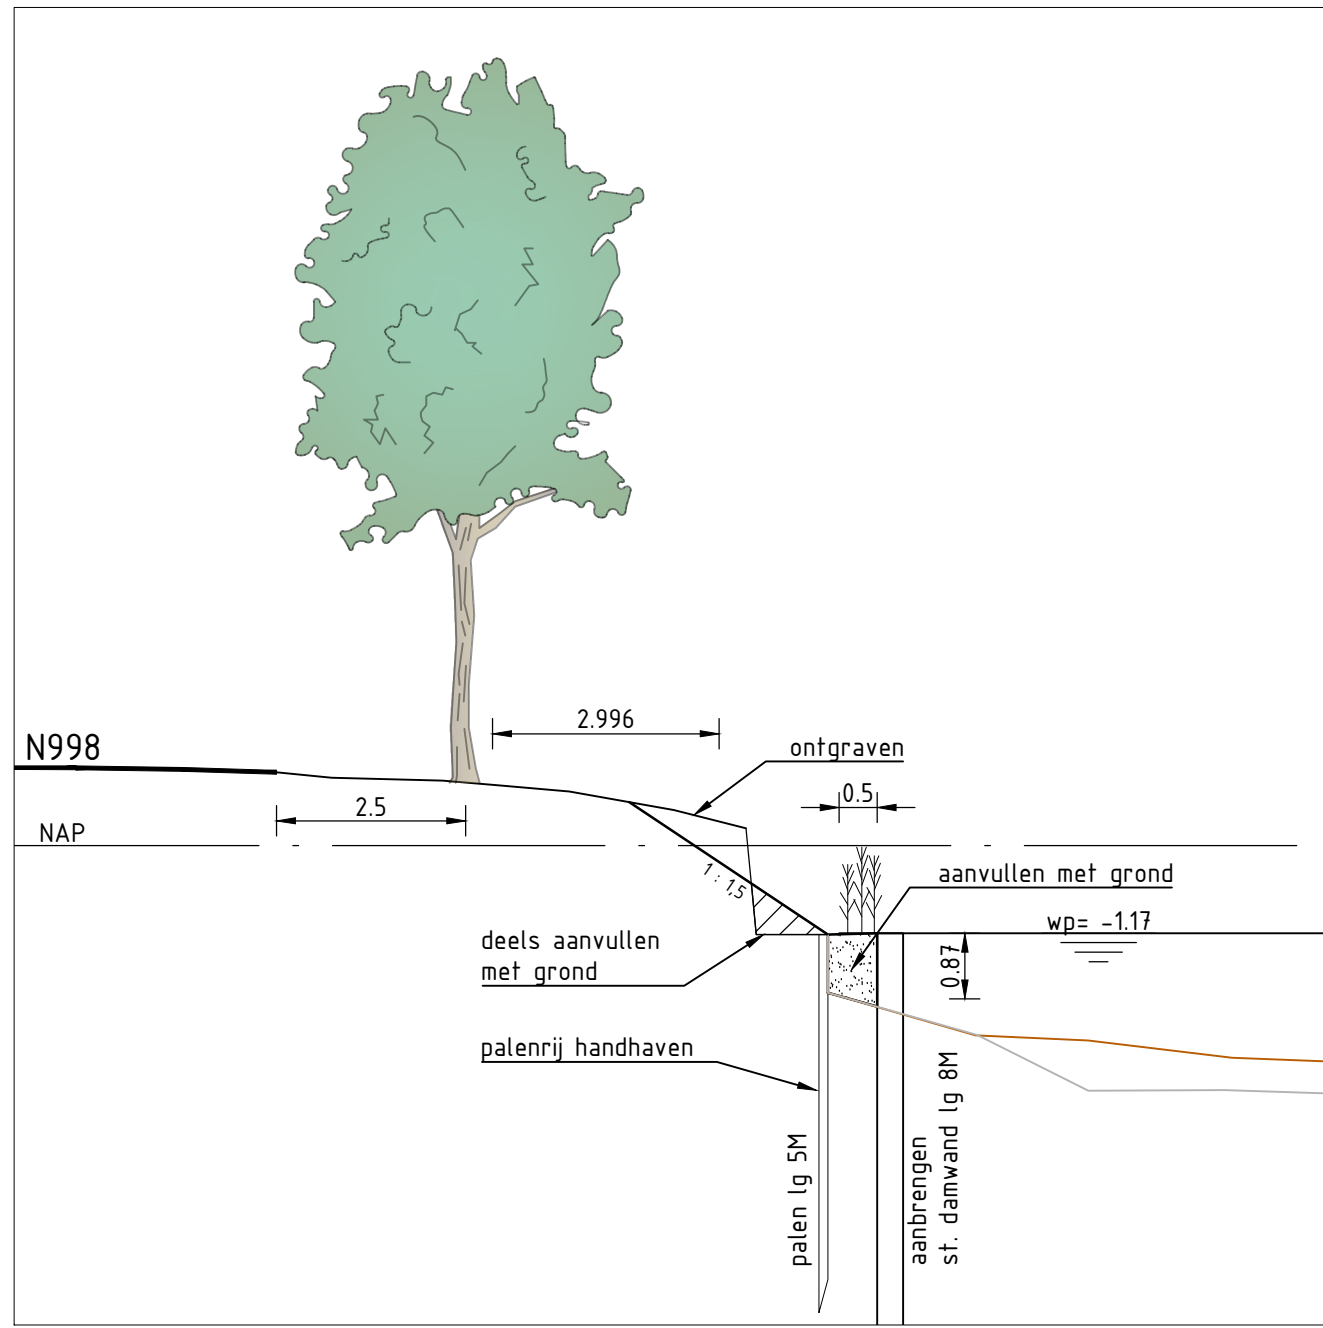 N998
2.996
ontgraven
2.5
0.5
NAP
1 : 1,5
aanvullen met grond
wp= -1.17
deels aanvullen
met grond
0.87
palenrij handhaven
palen lg 5M
aanbrengen
st. damwand lg 8M